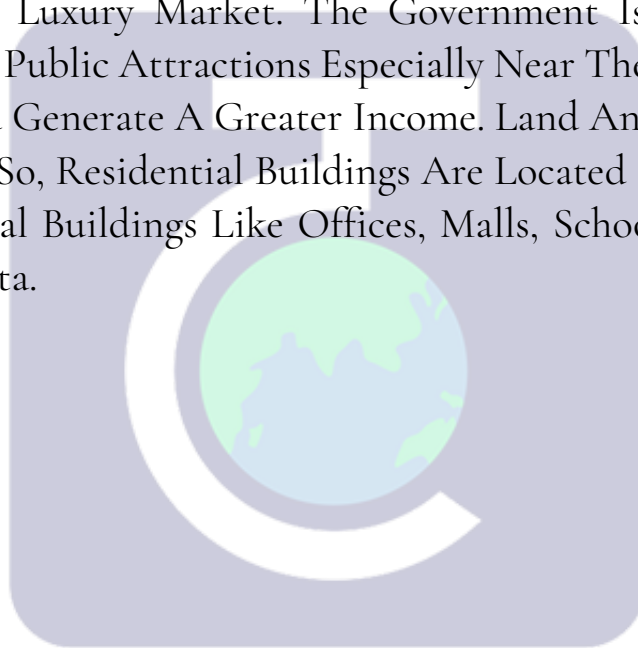 Luxury Market. The Government Is
Public Attractions Especially Near The
Generate A Greater Income. Land An
So, Residential Buildings Are Located
al Buildings Like Offices, Malls, Schoo
ta.